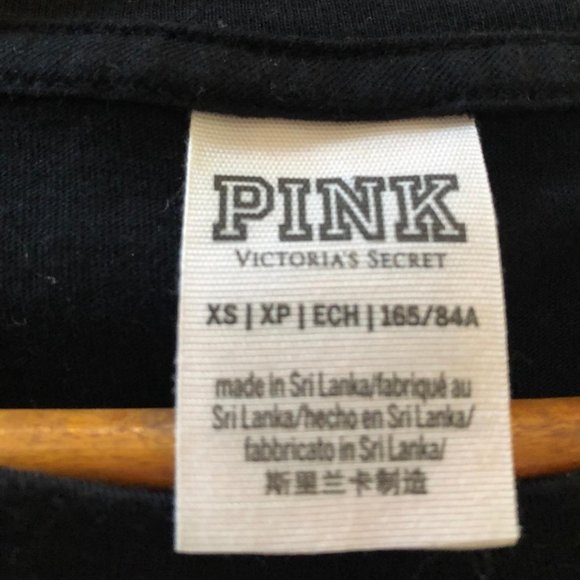 PINK
VICTORIA'S SECRET
XS | XP | ECH | 165/84A
made in Sri Lanka/fabriqué au
Sri Lanka/hecho en Sri Lanka/
fabbricato in Sri Lanka/
斯里兰卡制造